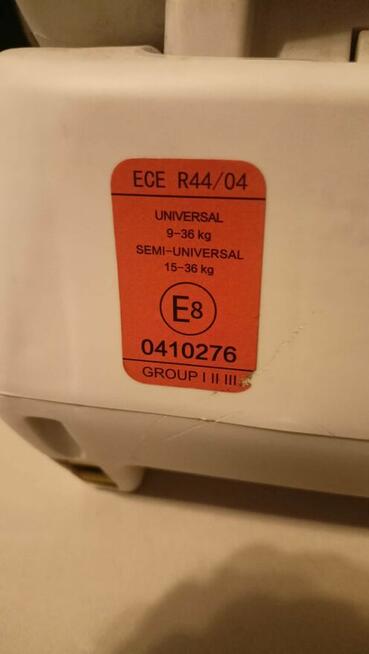 ECE R44/04
UNIVERSAL
9-36 kg
SEMI-UNIVERSAL
15-36 kg
E8
0410276
GROUP I II III